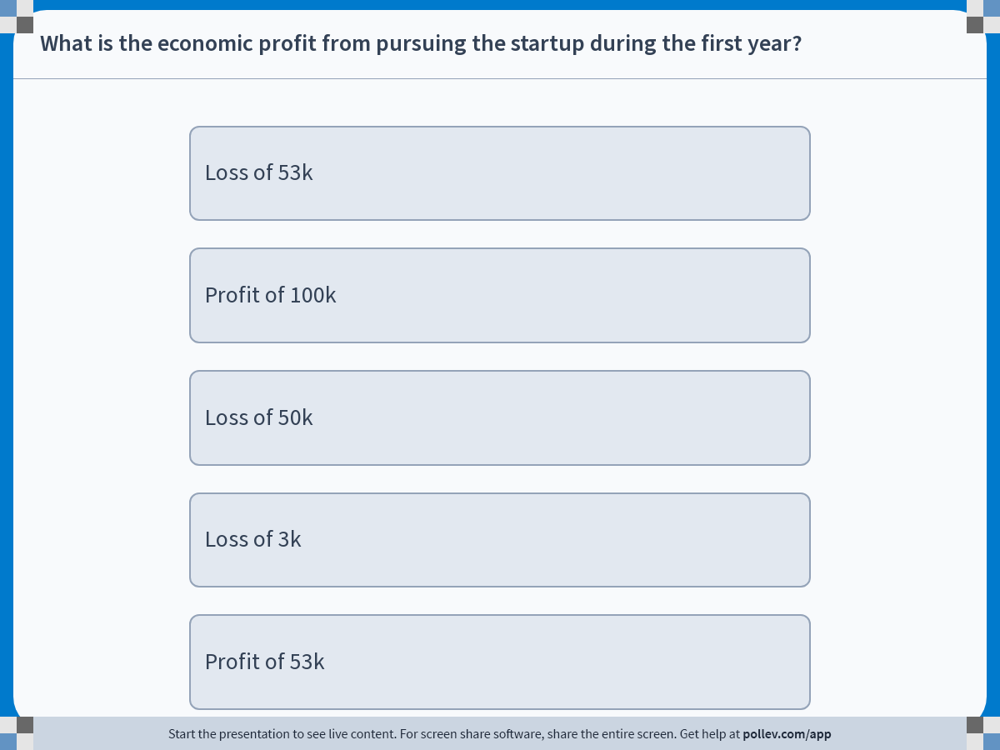 What is the economic profit from pursuing the startup during the first year?
Loss of 53k
Profit of 100k
Loss of 50k
Loss of 3k
Profit of 53k
Start the presentation to see live content. For screen share software, share the entire screen. Get help at pollev.com/app